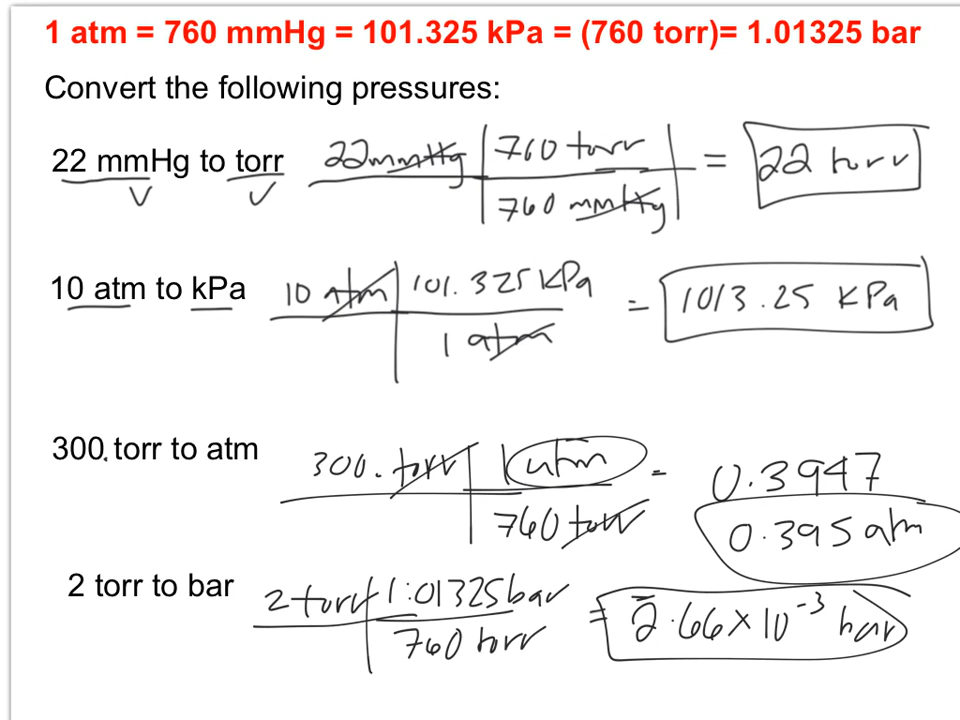 1 atm = 760 mmHg = 101.325 kPa = (760 torr)= 1.01325 bar
Convert the following pressures:
22 mmHg to torr 22 mmHg 760 torr = 22 torr
760 mmHg
10 atm to kPa 10 atm 101.325 kPa = 1013.25 kPa
1 atm
300. torr to atm 300. torr 1 atm = 0.3947
760 torr 0.395 atm
2 torr to bar 2 torr 1.01325 bar = 2.66 x 10⁻³ bar
760 torr